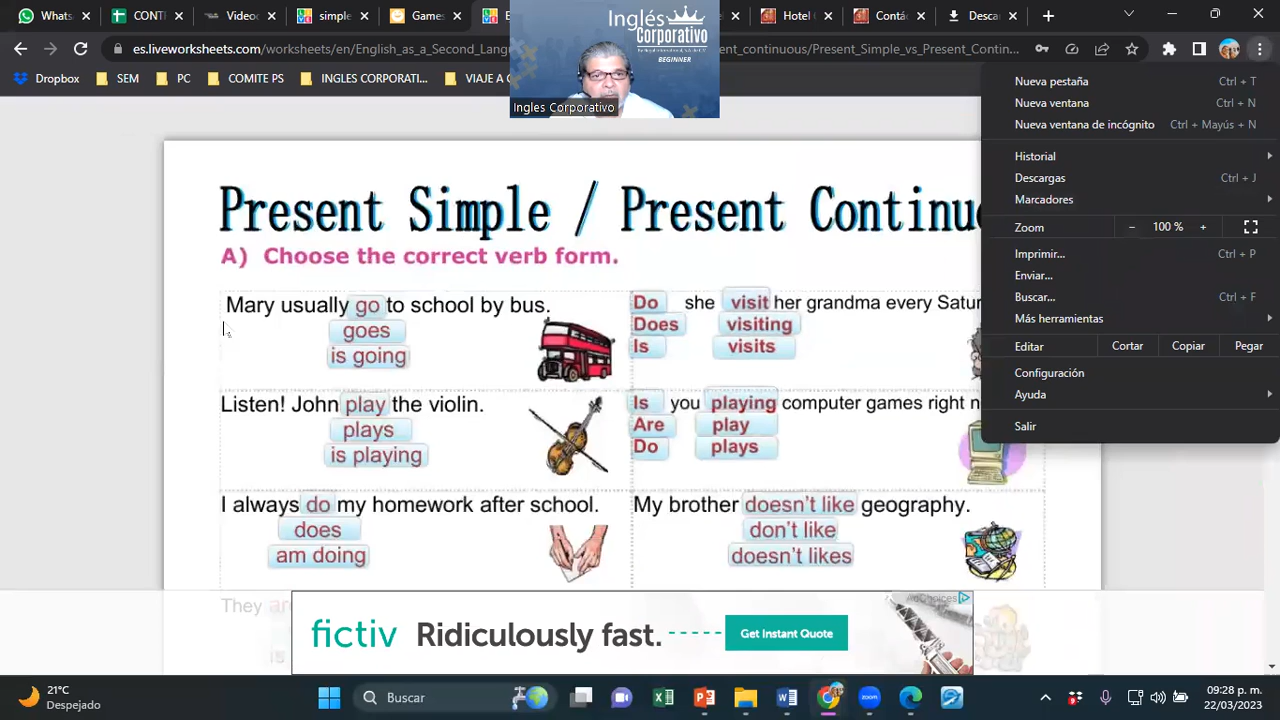 Whats
simple
CONT
Games
E
Hotel
Contá
Descar
es.liveworksheets.com/worksheets/en/English_as_a_Second_Lang
ent_continuous/Present_Simple_vs_Present_Contin...
Dropbox
SEM
PC
COMITE PS
INGLES CORPORATI...
VIAJE A
Inglés
Corporativo
BEGINNER
Ingles Corporativo
Nueva pestaña Ctrl + T
Nueva ventana Ctrl + N
Nueva ventana de incógnito Ctrl + Mayús + N
Historial
Descargas Ctrl + J
Marcadores
Zoom − 100 % +
Imprimir... Ctrl + P
Enviar...
Buscar... Ctrl + F
Más herramientas
Editar Cortar Copiar Pegar
Configuración
Ayuda
Salir
Present Simple / Present Continuo
A) Choose the correct verb form.
Mary usually go to school by bus.
goes
is going
Do she visit her grandma every Satur
Does visiting
Is visits
Listen! John play the violin.
plays
is playing
Is you playing computer games right n
Are play
Do plays
I always do my homework after school.
does
am doing
My brother doesn't like geography.
don't like
doesn't likes
They
fictiv Ridiculously fast. Get Instant Quote
AdChoices
21°C
Despejado
Buscar
zoom
09:28 p. m.
22/03/2023